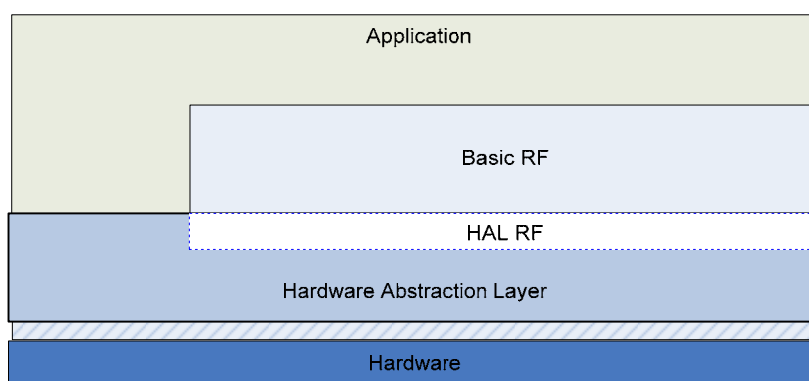 Application
Basic RF
HAL RF
Hardware Abstraction Layer
Hardware